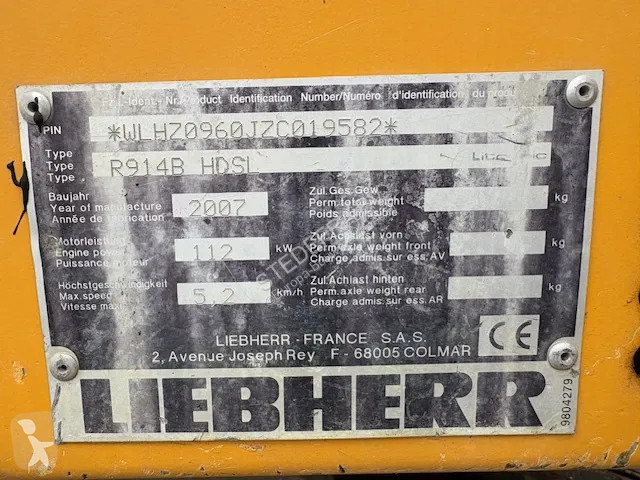 Fz.-Ident.-Nr./Product Identification Number/Numéro d'identification du produit
PIN *WLHZ0960JZC019582*
Type
Type R914B HDSL
Type
Baujahr
Year of manufacture 2007
Année de fabrication
Zul.Ges.Gew.
Perm.total weight kg
Poids admissible
Motorleistung
Engine power 112 kW
Puissance moteur
Zul.Achslast vorn
Perm.axle weight front kg
Charge admis.sur ess.AV
Höchstgeschwindigkeit
Max.speed 5,2 km/h
Vitesse max.
Zul.Achslast hinten
Perm.axle weight rear kg
Charge admis.sur ess.AR
LIEBHERR-FRANCE S.A.S.
2, Avenue Joseph Rey F-68005 COLMAR
CE
LIEBHERR
9804279